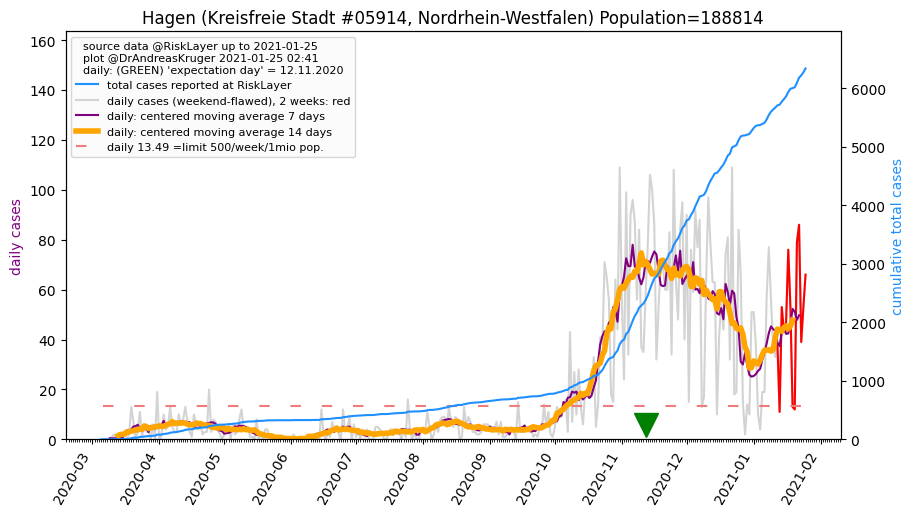 Hagen (Kreisfreie Stadt #05914, Nordrhein-Westfalen) Population=188814
source data @RiskLayer up to 2021-01-25
plot @DrAndreasKruger 2021-01-25 02:41
daily: (GREEN) 'expectation day' = 12.11.2020
total cases reported at RiskLayer
daily cases (weekend-flawed), 2 weeks: red
daily: centered moving average 7 days
daily: centered moving average 14 days
daily 13.49 =limit 500/week/1mio pop.
daily cases
160
140
120
100
80
60
40
20
0
cumulative total cases
6000
5000
4000
3000
2000
1000
0
2020-03
2020-04
2020-05
2020-06
2020-07
2020-08
2020-09
2020-10
2020-11
2020-12
2021-01
2021-02